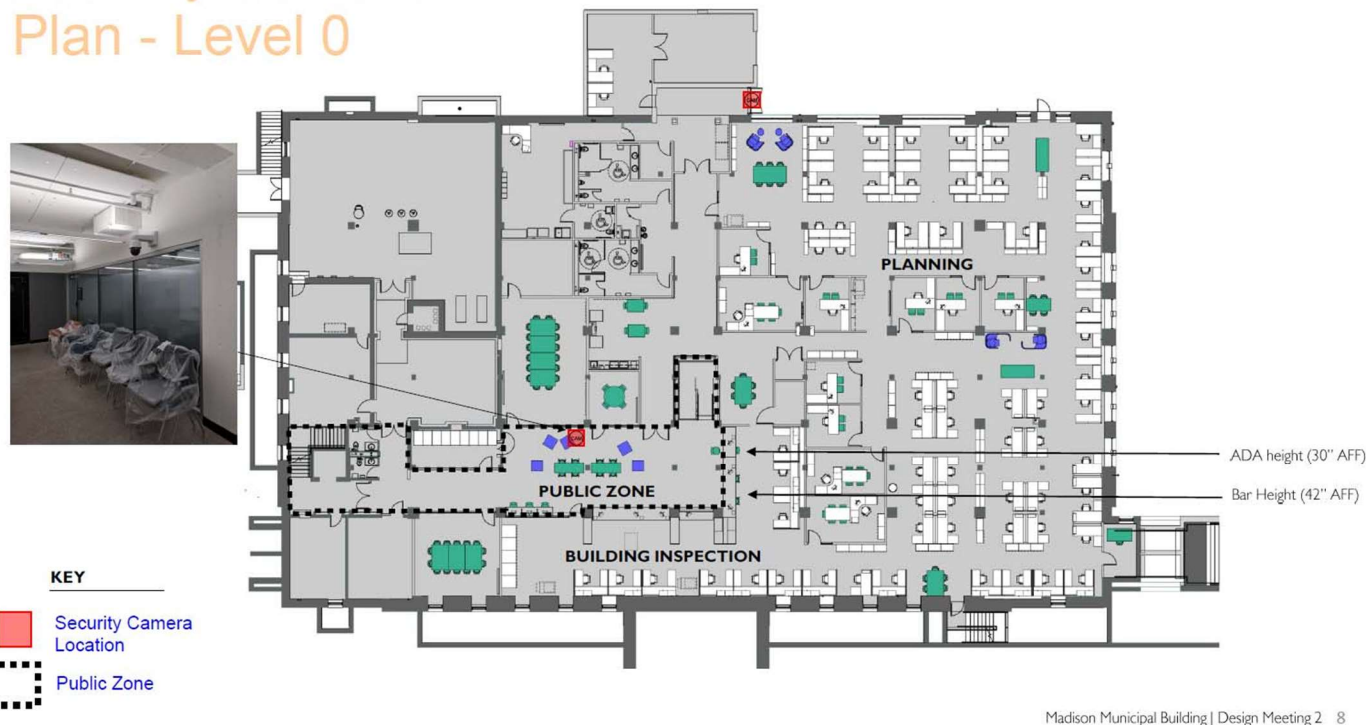 Plan - Level 0
PLANNING
ADA height (30" AFF)
Bar Height (42" AFF)
PUBLIC ZONE
BUILDING INSPECTION
KEY
Security Camera
Location
Public Zone
Madison Municipal Building | Design Meeting 2 8